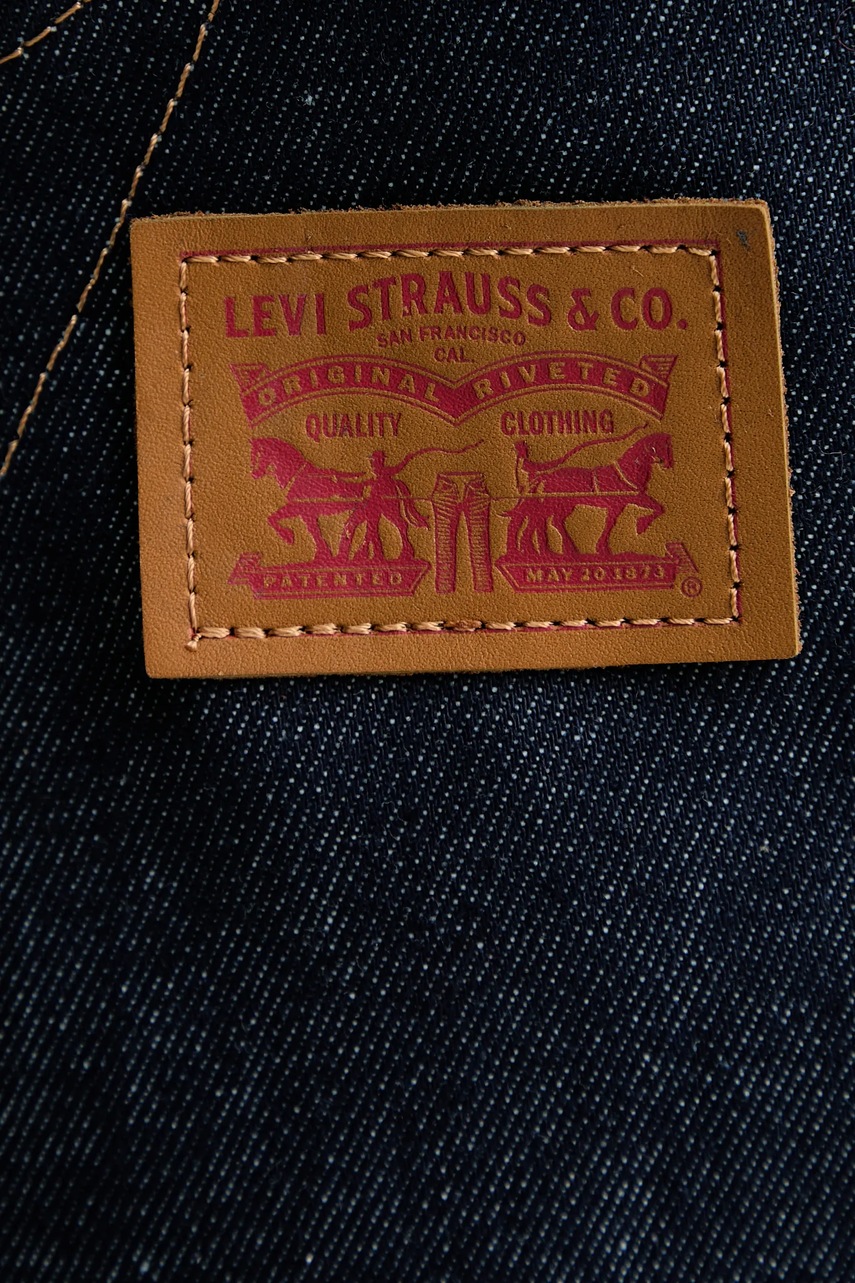 LEVI STRAUSS & CO.
SAN FRANCISCO
CAL.
ORIGINAL RIVETED
QUALITY CLOTHING
PATENTED MAY 20 1873 ®